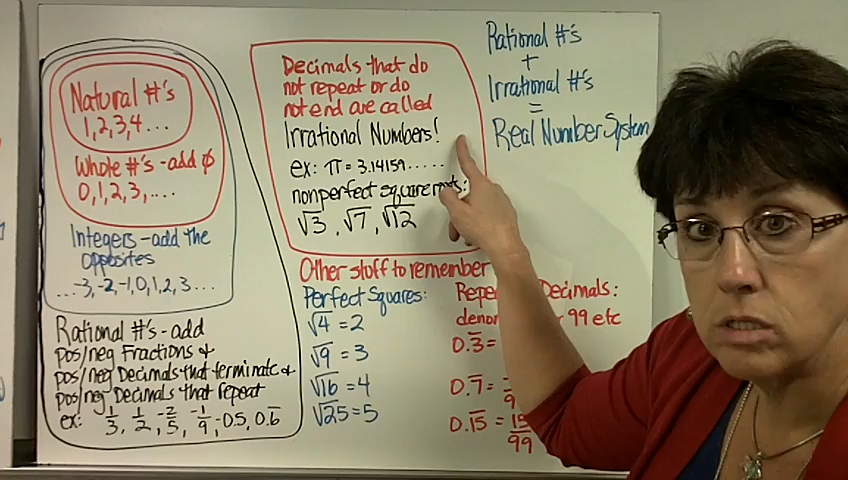 Natural #'s
1,2,3,4...
Whole #'s - add 0
0,1,2,3,....
Integers - add the
opposites
...-3,-2,-1,0,1,2,3...
Rational #'s - add
pos/neg Fractions +
pos/neg Decimals that terminate +
pos/neg Decimals that repeat
ex: 1/3, 1/2, -2/5, -1/9, -0.5, 0.6̅
Decimals that do
not repeat or do
not end are called
Irrational Numbers!
ex: π = 3.14159.....
nonperfect square roots:
√3, √7, √12
Rational #'s
+
Irrational #'s
=
Real Number System
Other stuff to remember
Perfect Squares:
√4 = 2
√9 = 3
√16 = 4
√25 = 5
Decimals:
99 etc
0.3̅ =
0.7̅ = 9
0.1̅5̅ = 15/99